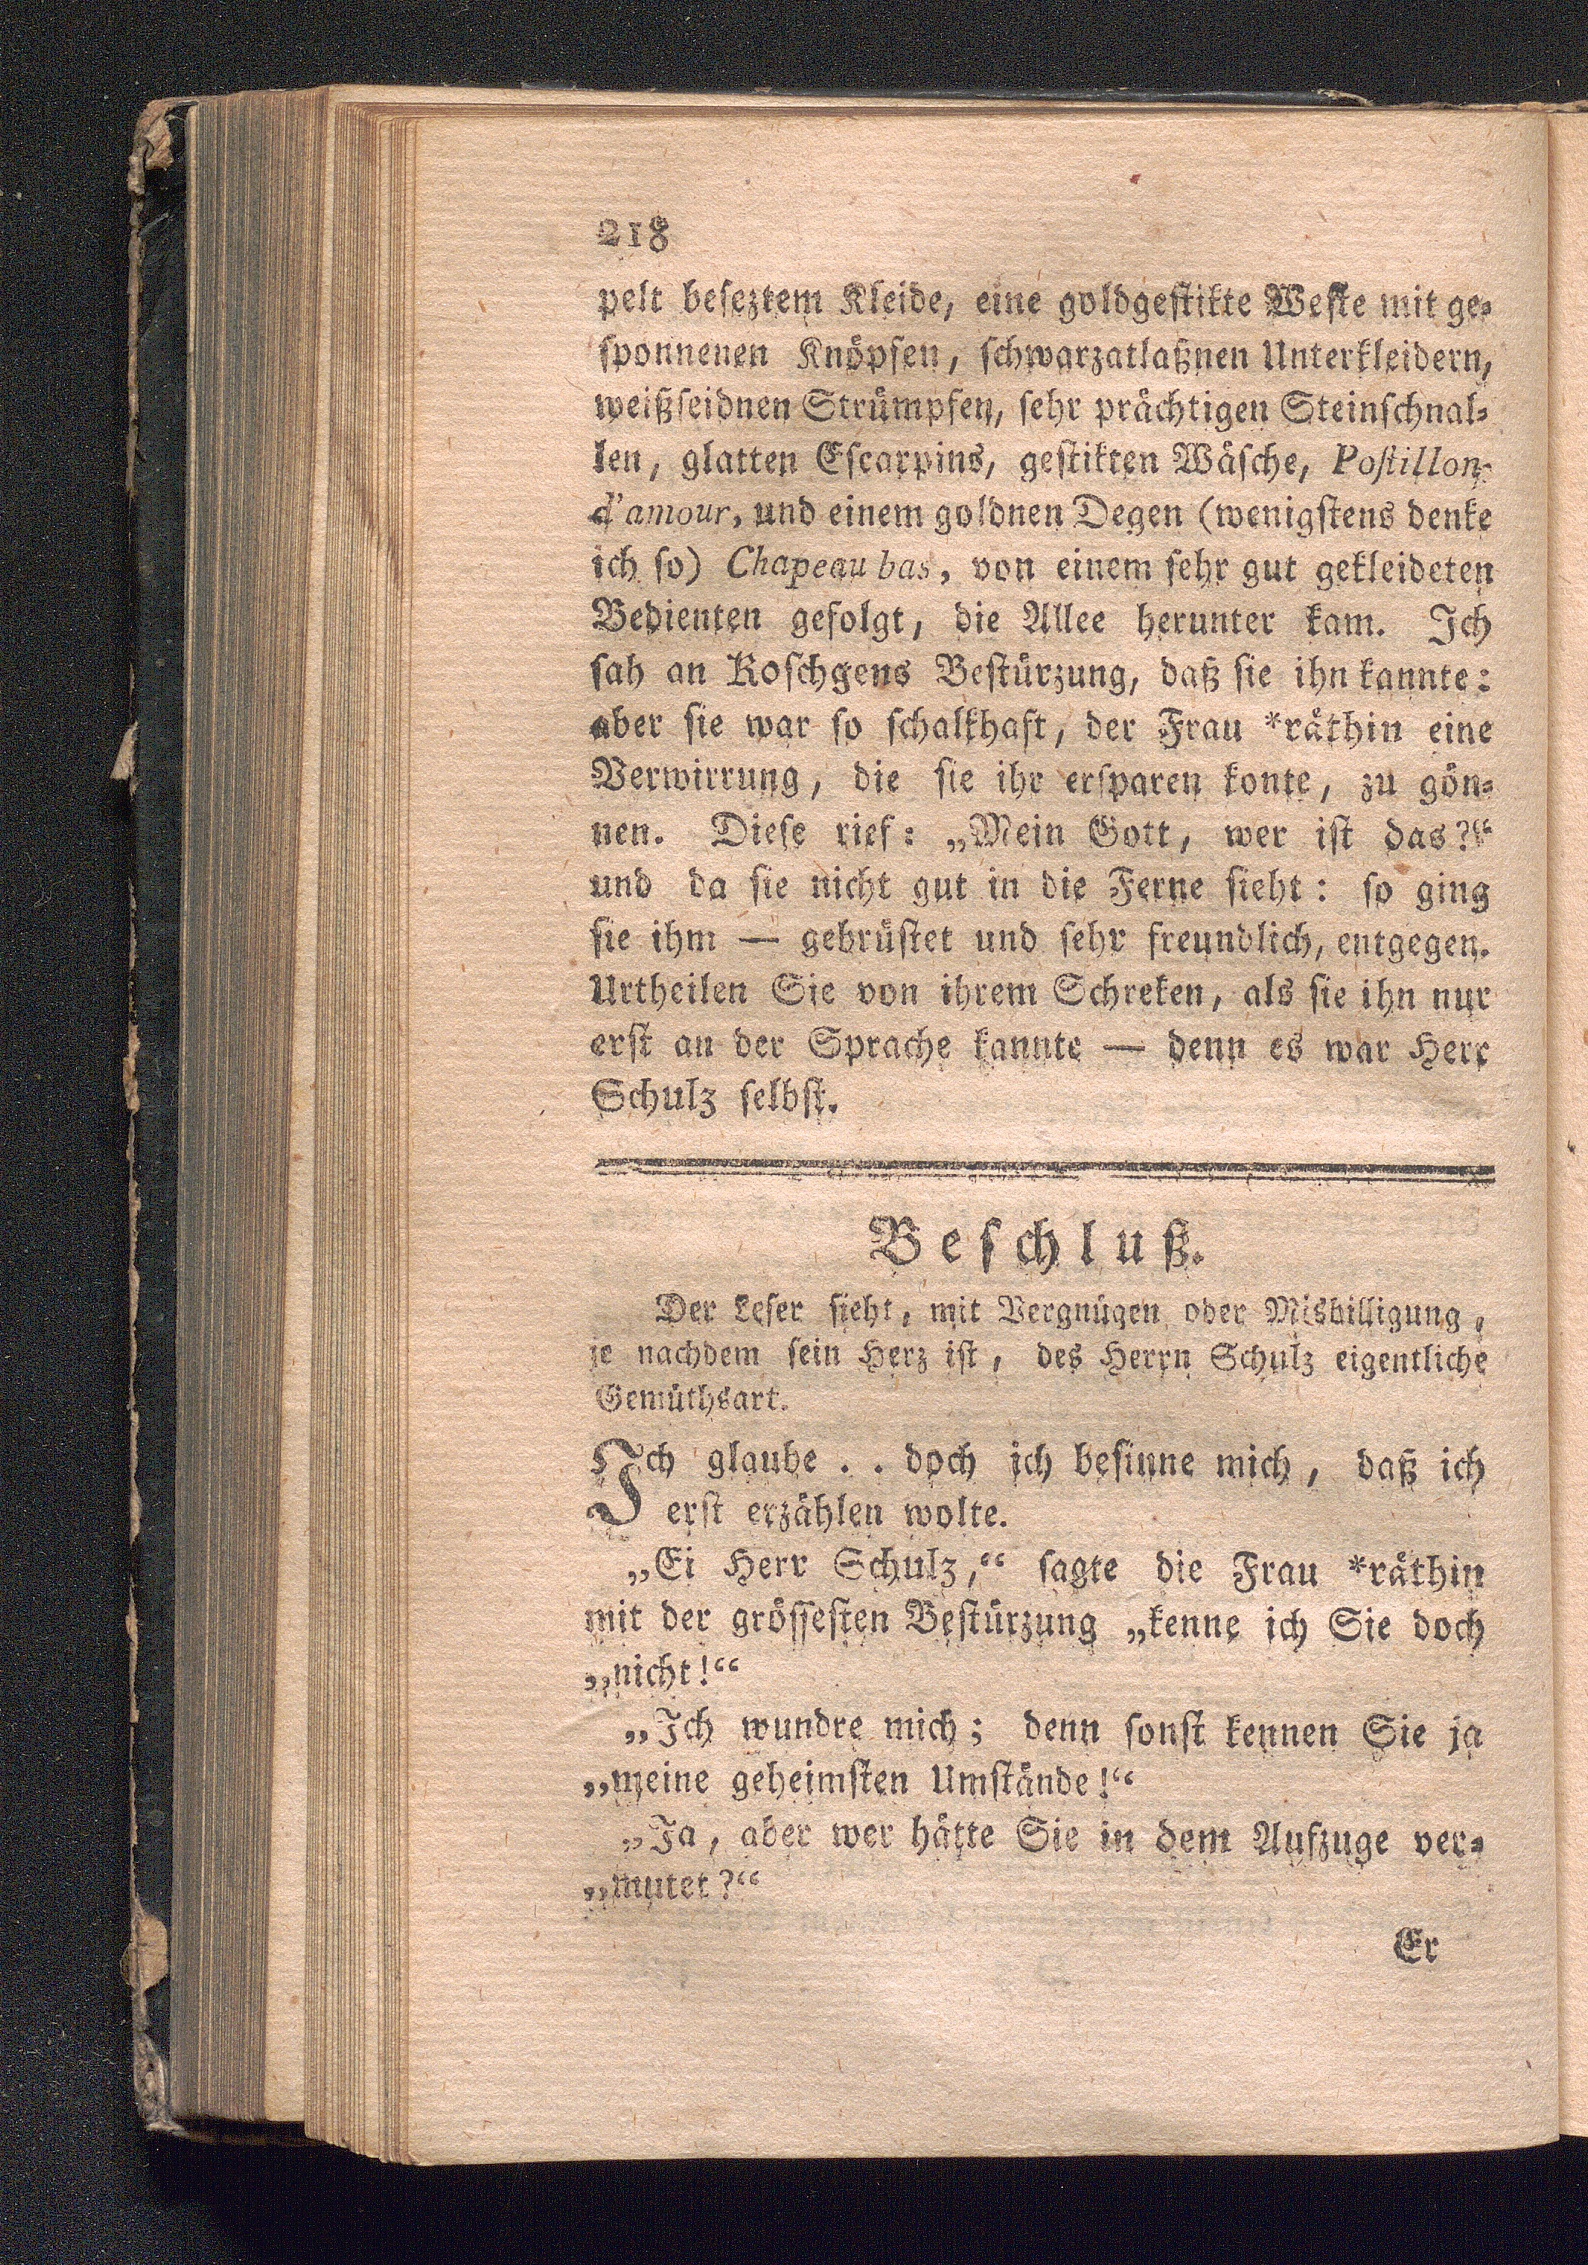 218
pelt beſeztem Kleide, eine goldgeſtikte Weſte mit ge-
ſponnenen Knöpfen, ſchwarzatlaßnen Unterkleidern,
weißſeidnen Strümpfen, ſehr prächtigen Steinſchnal-
len, glatten Eſcarpins, geſtikten Wäſche, Poſtillon-
d'amour, und einem goldnen Degen (wenigſtens denke
ich ſo) Chapeau bas, von einem ſehr gut gekleideten
Bedienten gefolgt, die Allee herunter kam. Ich
ſah an Koſchgens Beſtürzung, daß ſie ihn kannte:
aber ſie war ſo ſchalkhaft, der Frau *räthin eine
Verwirrung, die ſie ihr erſparen konte, zu gön-
nen. Dieſe rief: „Mein Gott, wer iſt das?“
und da ſie nicht gut in die Ferne ſieht: ſo ging
ſie ihm — gebrüſtet und ſehr freundlich, entgegen.
Urtheilen Sie von ihrem Schreken, als ſie ihn nur
erſt an der Sprache kannte — denn es war Herr
Schulz ſelbſt.
Beſchluß.
Der Leſer ſieht, mit Vergnügen oder Misbilligung,
je nachdem ſein Herz iſt, des Herrn Schulz eigentliche
Gemüthsart.
Ich glaube . . doch ich beſinne mich, daß ich
erſt erzählen wolte.
„Ei Herr Schulz,“ ſagte die Frau *räthin
mit der gröſſeſten Beſtürzung „kenne ich Sie doch
„nicht!“
„Ich wundre mich; denn ſonſt kennen Sie ja
„meine geheimſten Umſtände!“
„Ja, aber wer hätte Sie in dem Aufzuge ver-
„mutet?“
Er